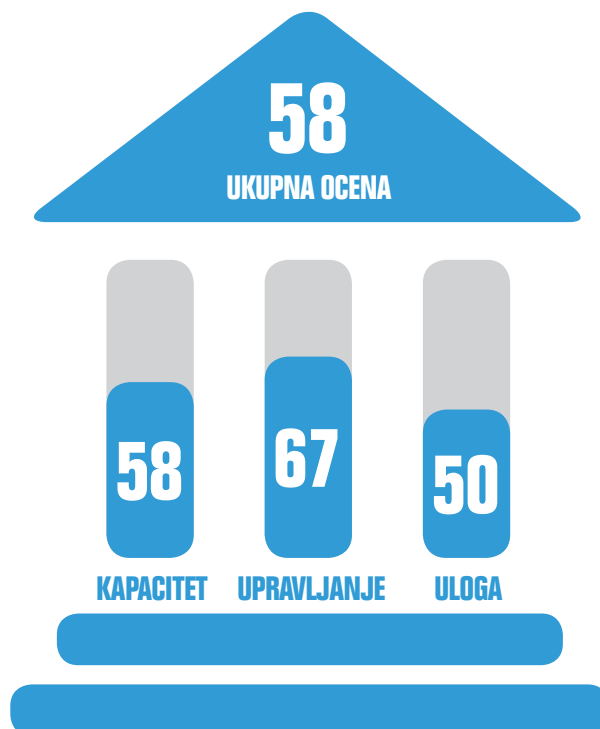 58
UKUPNA OCENA
58
67
50
KAPACITET
UPRAVLJANJE
ULOGA